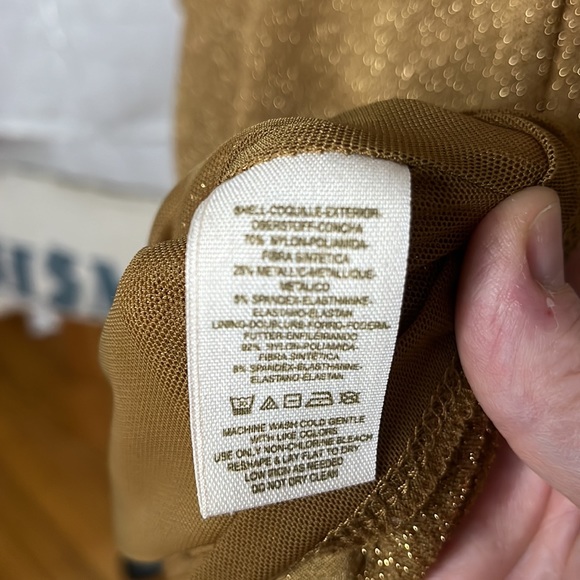 SHELL-COQUILLE-EXTERIOR-
OBERSTOFF-CONCHA
70% NYLON-POLIAMIDA-
FIBRA SINTETICA
25% METALLIC/METALLIQUE-
METALICO
5% SPANDEX-ELASTHANNE-
ELASTANO-ELASTAN
LINING-DOUBLURE-FORRO-FODERA-
FUTTER-ENFILEIRANDO
92% NYLON-POLIAMIDA-
FIBRA SINTETICA
8% SPANDEX-ELASTHANNE-
ELASTANO-ELASTAN
MACHINE WASH COLD GENTLE
WITH LIKE COLORS
USE ONLY NON-CHLORINE BLEACH
RESHAPE & LAY FLAT TO DRY
LOW IRON AS NEEDED
DO NOT DRY CLEAN